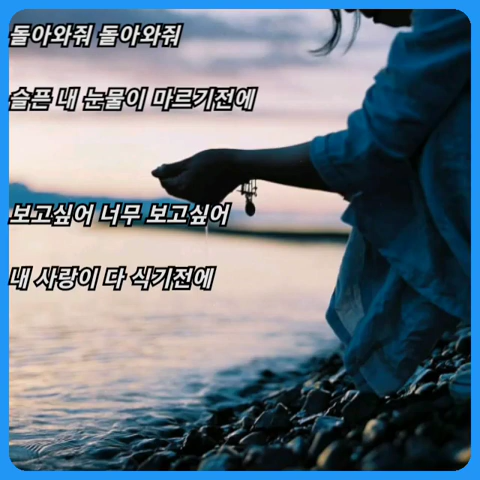 돌아와줘 돌아와줘
슬픈 내 눈물이 마르기전에
보고싶어 너무 보고싶어
내 사랑이 다 식기전에